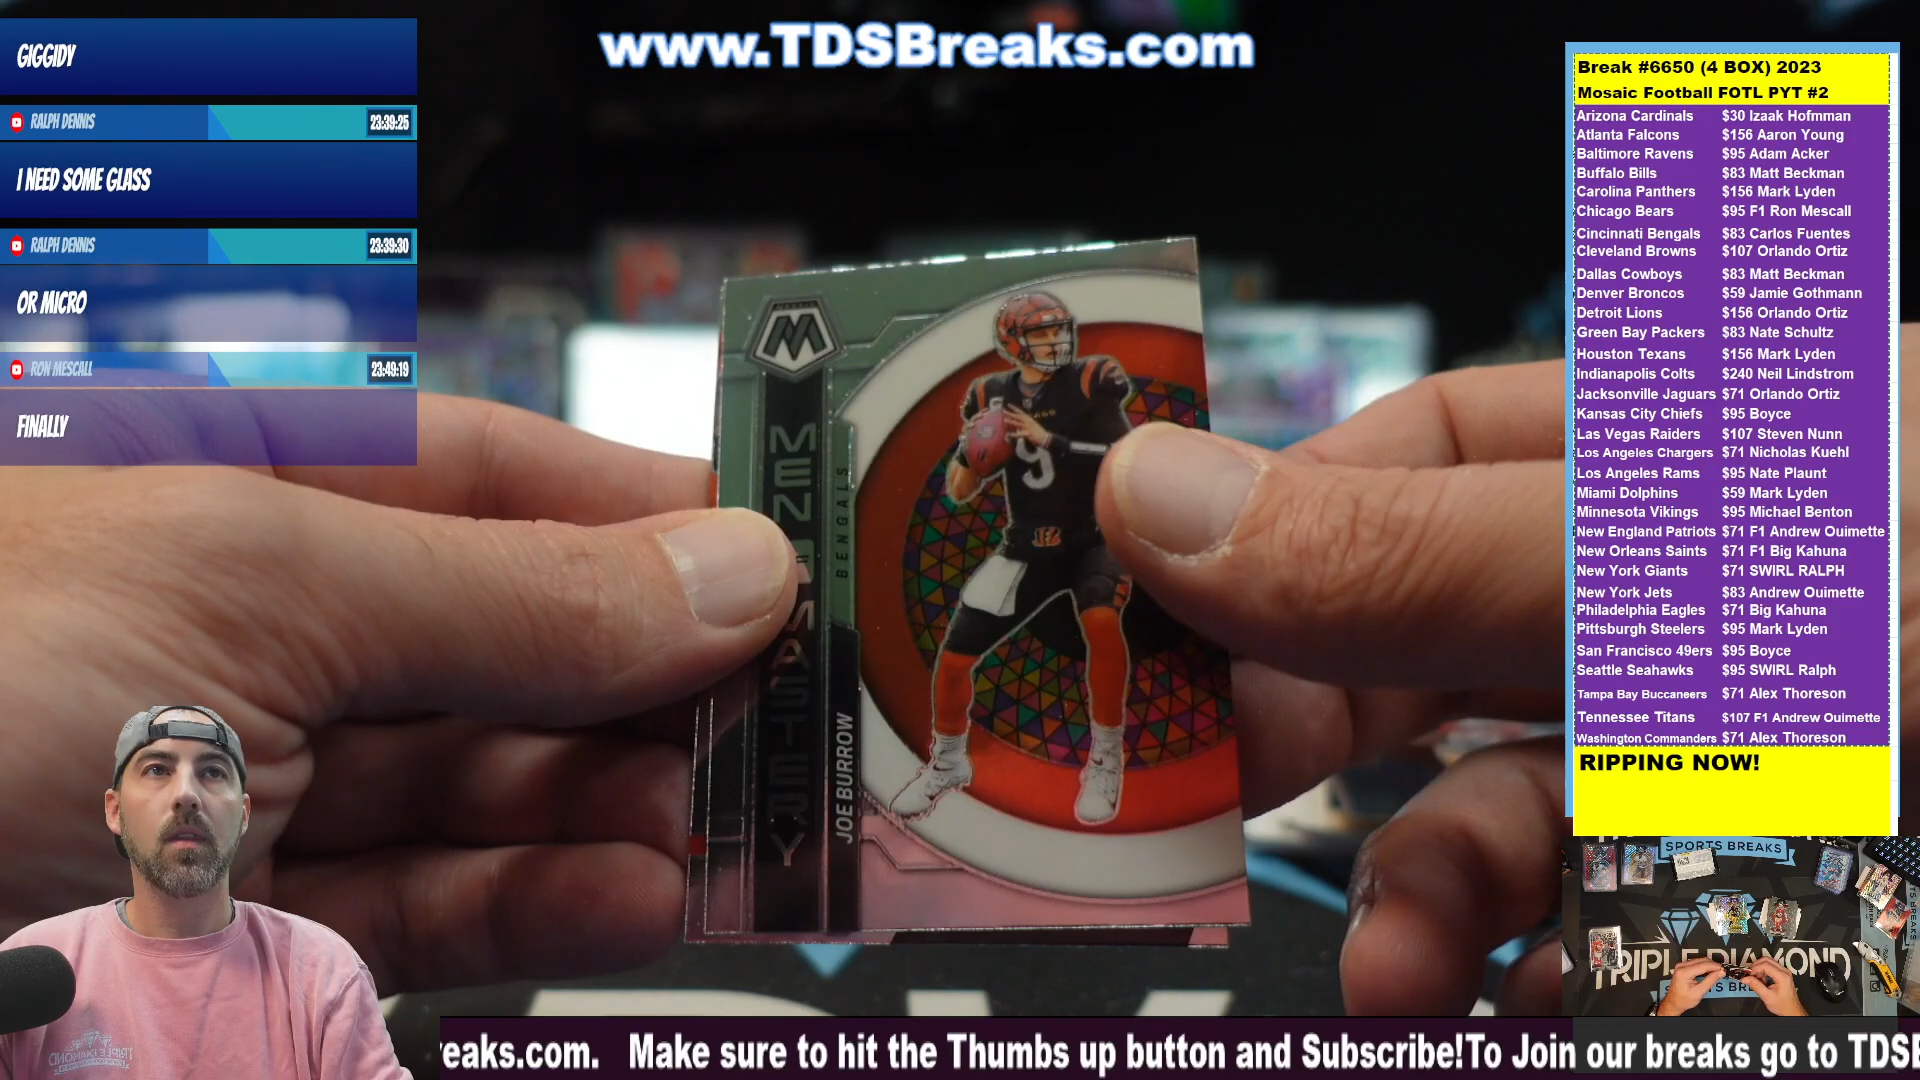 GIGGIDY
RALPH DENNIS 23:39:25
I NEED SOME GLASS
RALPH DENNIS 23:39:30
OR MICRO
RON MESCALL 23:49:19
FINALLY
www.TDSBreaks.com
MEN OF MASTERY
BENGALS
JOE BURROW
9
Break #6650 (4 BOX) 2023
Mosaic Football FOTL PYT #2
Arizona Cardinals $30 Izaak Hofmman
Atlanta Falcons $156 Aaron Young
Baltimore Ravens $95 Adam Acker
Buffalo Bills $83 Matt Beckman
Carolina Panthers $156 Mark Lyden
Chicago Bears $95 F1 Ron Mescall
Cincinnati Bengals $83 Carlos Fuentes
Cleveland Browns $107 Orlando Ortiz
Dallas Cowboys $83 Matt Beckman
Denver Broncos $59 Jamie Gothmann
Detroit Lions $156 Orlando Ortiz
Green Bay Packers $83 Nate Schultz
Houston Texans $156 Mark Lyden
Indianapolis Colts $240 Neil Lindstrom
Jacksonville Jaguars $71 Orlando Ortiz
Kansas City Chiefs $95 Boyce
Las Vegas Raiders $107 Steven Nunn
Los Angeles Chargers $71 Nicholas Kuehl
Los Angeles Rams $95 Nate Plaunt
Miami Dolphins $59 Mark Lyden
Minnesota Vikings $95 Michael Benton
New England Patriots $71 F1 Andrew Ouimette
New Orleans Saints $71 F1 Big Kahuna
New York Giants $71 SWIRL RALPH
New York Jets $83 Andrew Ouimette
Philadelphia Eagles $71 Big Kahuna
Pittsburgh Steelers $95 Mark Lyden
San Francisco 49ers $95 Boyce
Seattle Seahawks $95 SWIRL Ralph
Tampa Bay Buccaneers $71 Alex Thoreson
Tennessee Titans $107 F1 Andrew Ouimette
Washington Commanders $71 Alex Thoreson
RIPPING NOW!
SPORTS BREAKS
TRIPLE DIAMOND
SPORTS BRE
reaks.com. Make sure to hit the Thumbs up button and Subscribe!To Join our breaks go to TDSB